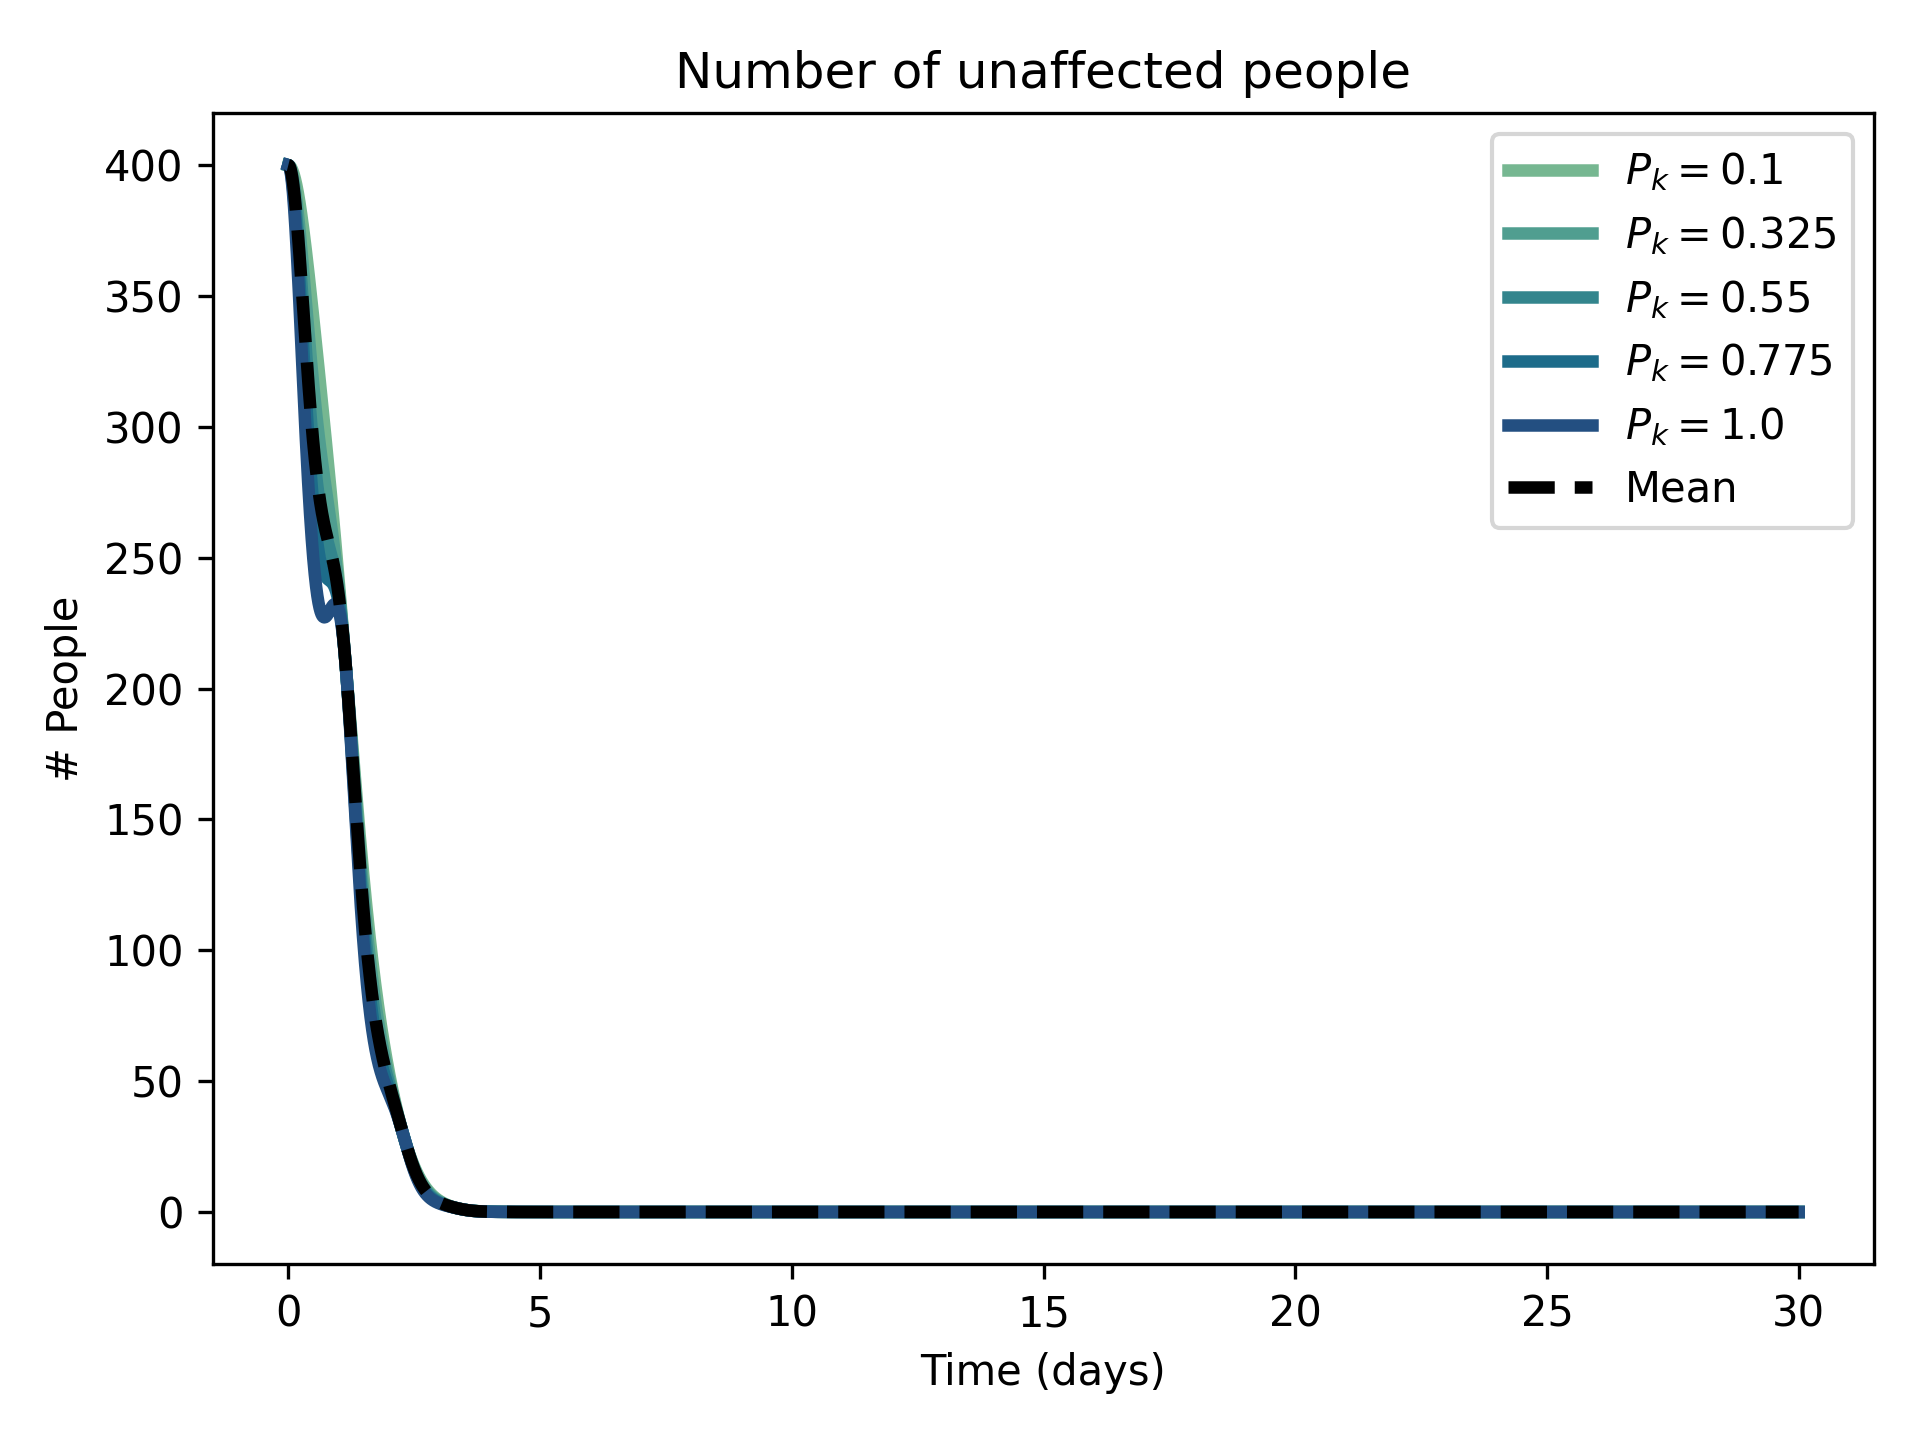 Number of unaffected people
400
350
300
250
200
150
100
50
0
# People
0 5 10 15 20 25 30
Time (days)
P_k = 0.1
P_k = 0.325
P_k = 0.55
P_k = 0.775
P_k = 1.0
Mean